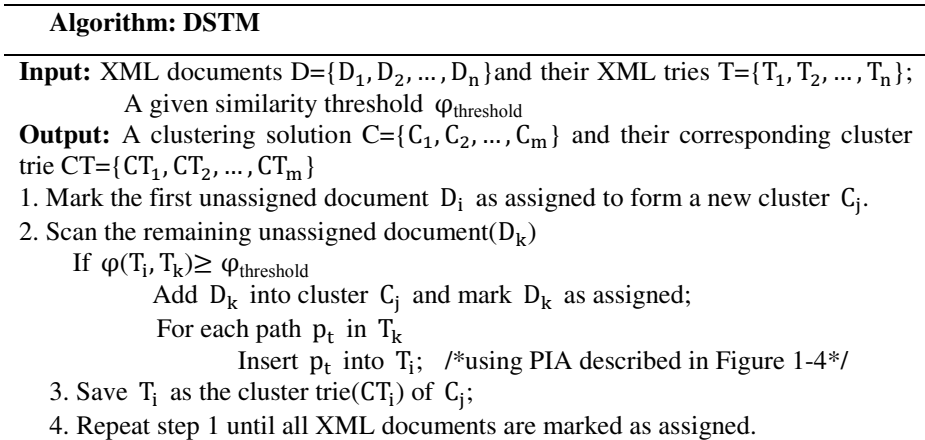 Algorithm: DSTM
Input: XML documents D={D₁, D₂, … , Dₙ}and their XML tries T={T₁, T₂, … , Tₙ};
A given similarity threshold φ_threshold
Output: A clustering solution C={C₁, C₂, … , Cₘ} and their corresponding cluster
trie CT={CT₁, CT₂, … , CTₘ}
1. Mark the first unassigned document Dᵢ as assigned to form a new cluster Cⱼ.
2. Scan the remaining unassigned document(Dₖ)
If φ(Tᵢ, Tₖ)≥ φ_threshold
Add Dₖ into cluster Cⱼ and mark Dₖ as assigned;
For each path pₜ in Tₖ
Insert pₜ into Tᵢ; /*using PIA described in Figure 1-4*/
3. Save Tᵢ as the cluster trie(CTᵢ) of Cⱼ;
4. Repeat step 1 until all XML documents are marked as assigned.